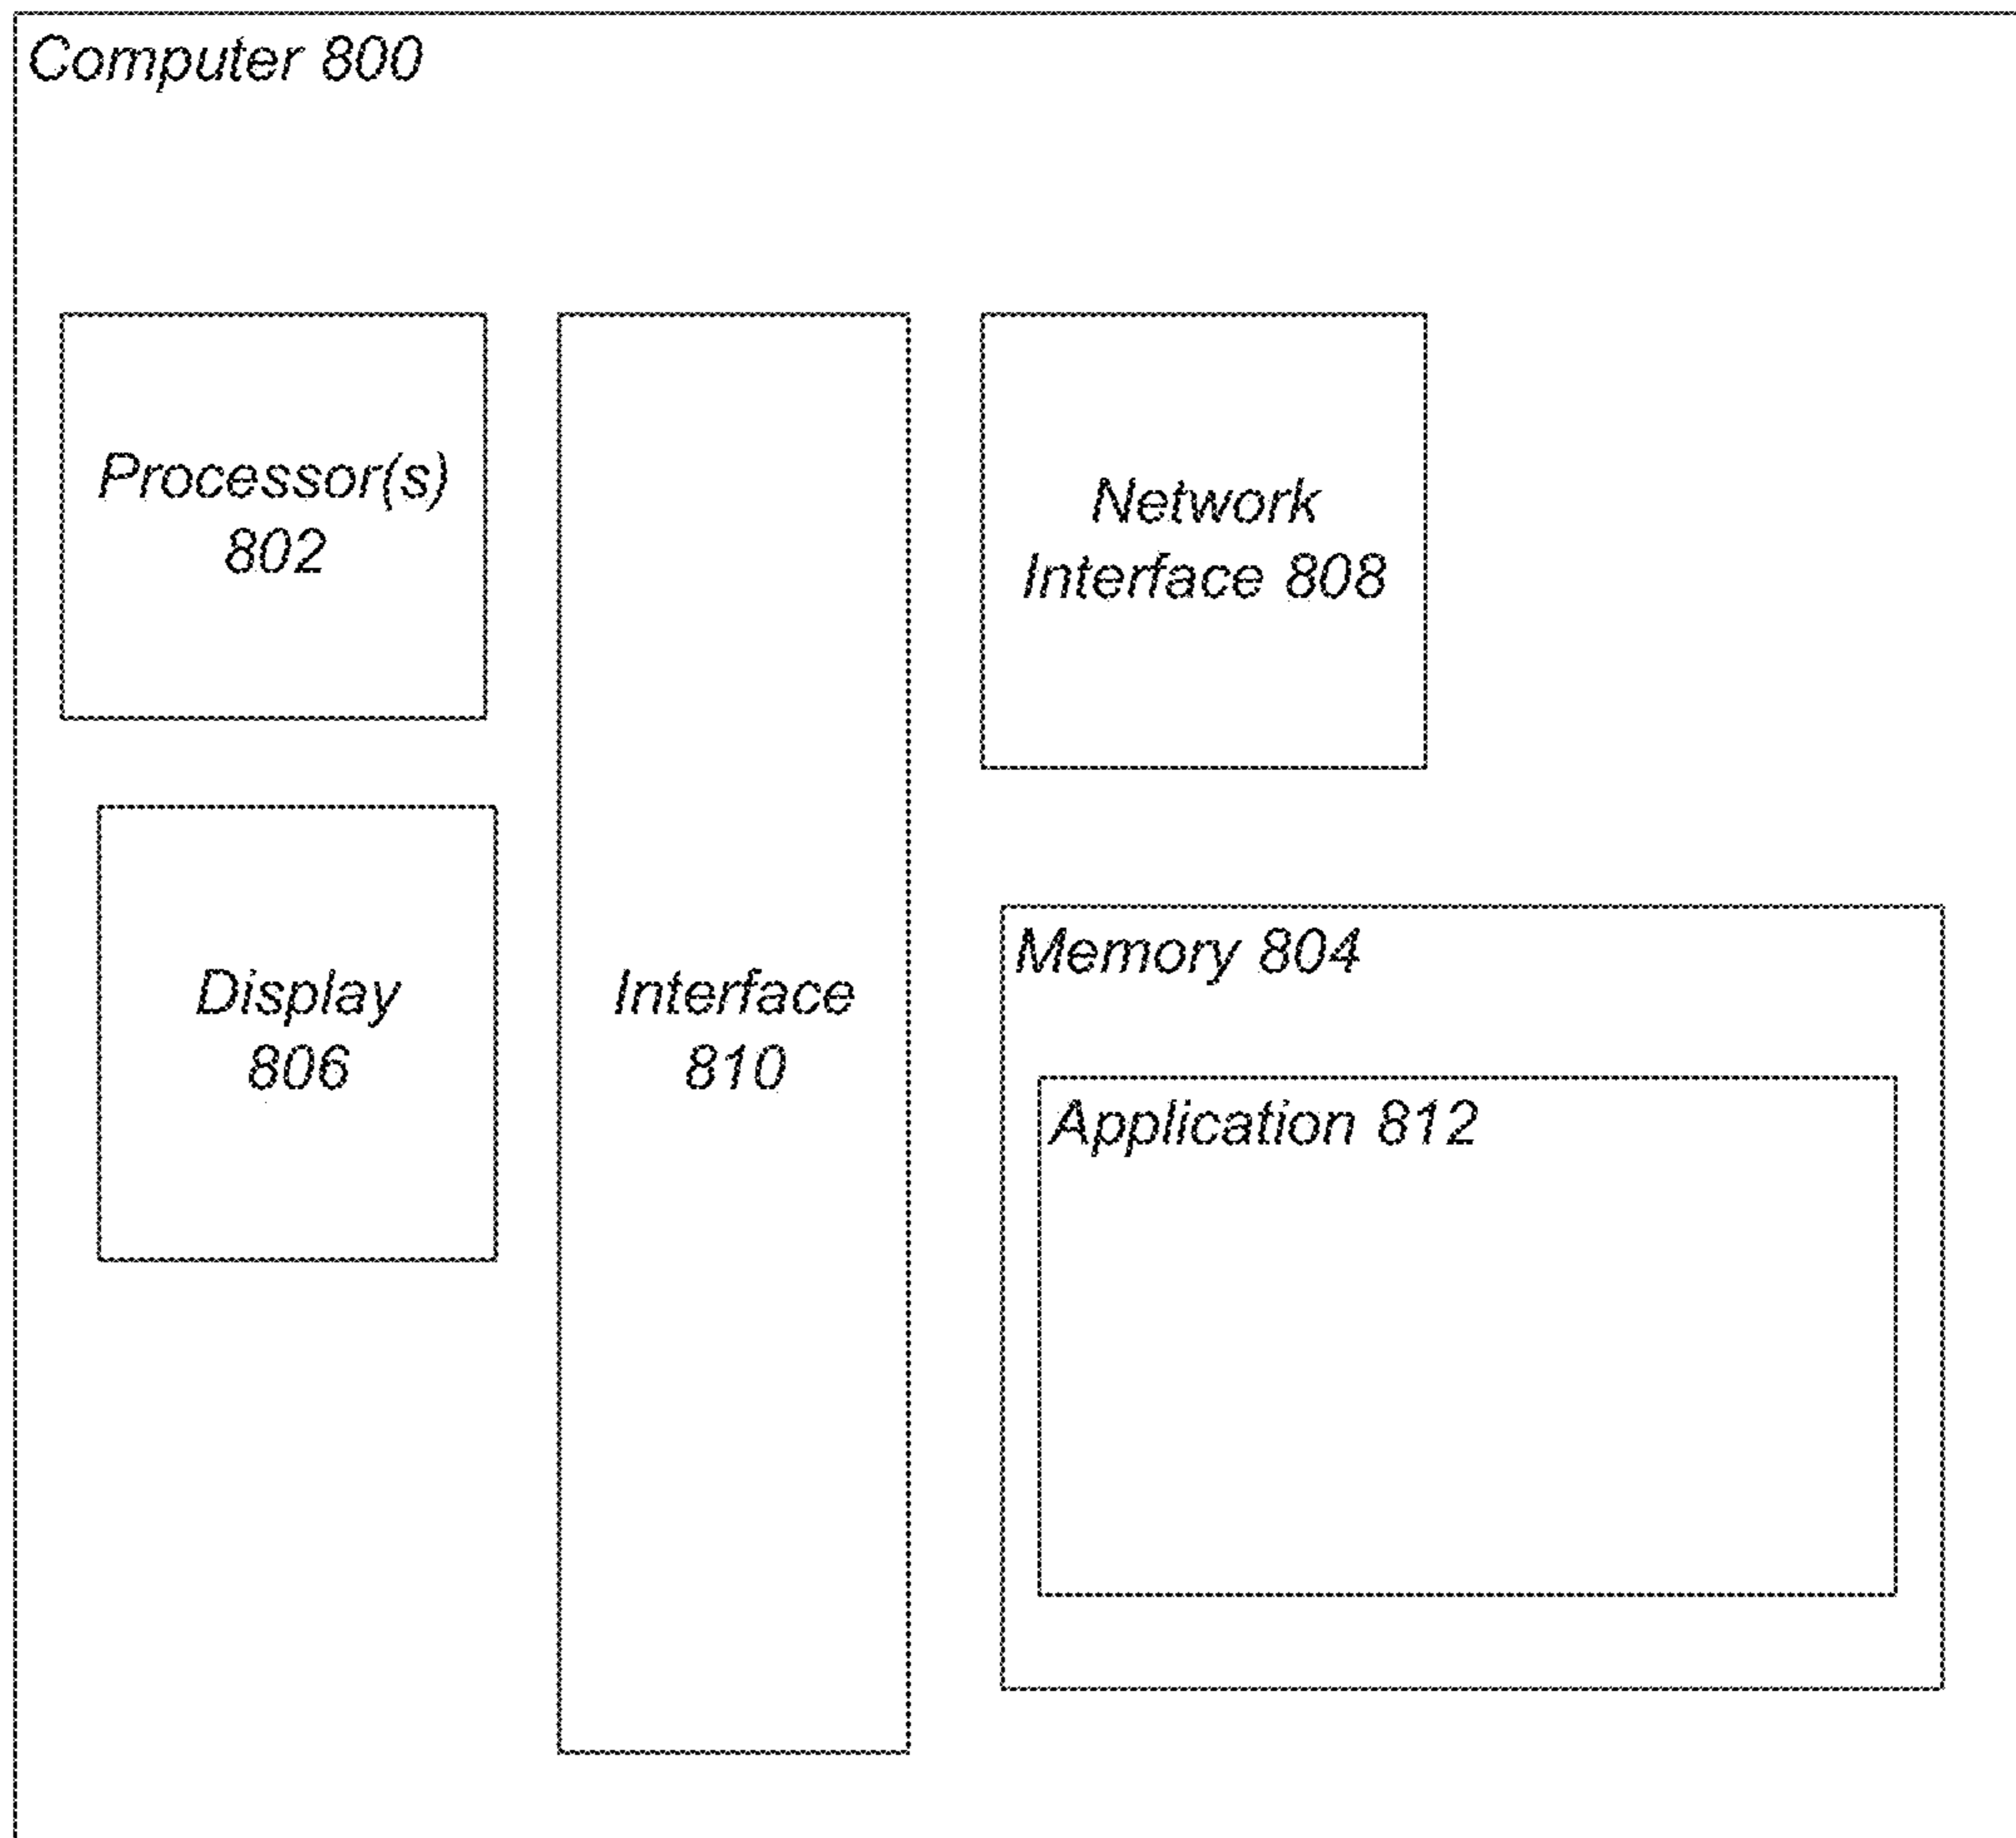 Computer 800
Processor(s)
802
Network
Interface 808
Display
806
Interface
810
Memory 804
Application 812